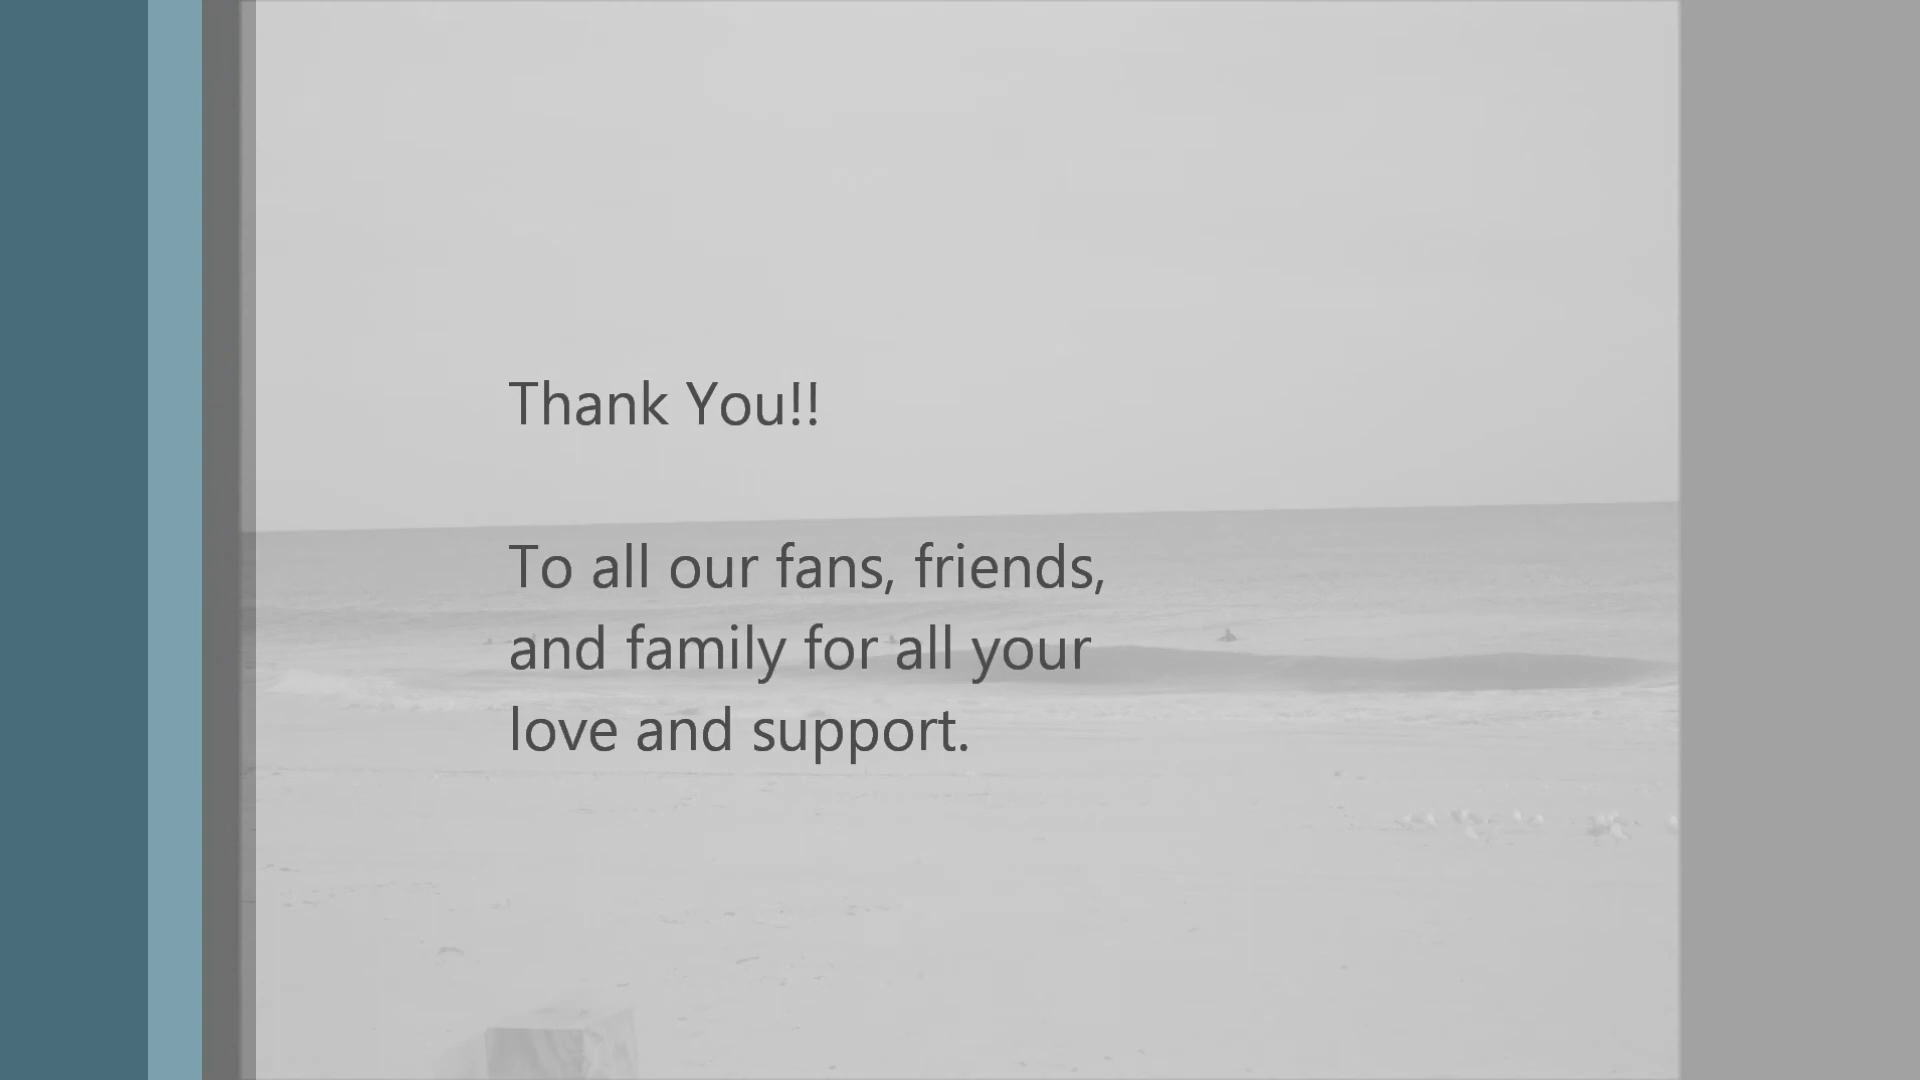 Thank You!!
To all our fans, friends,
and family for all your
love and support.